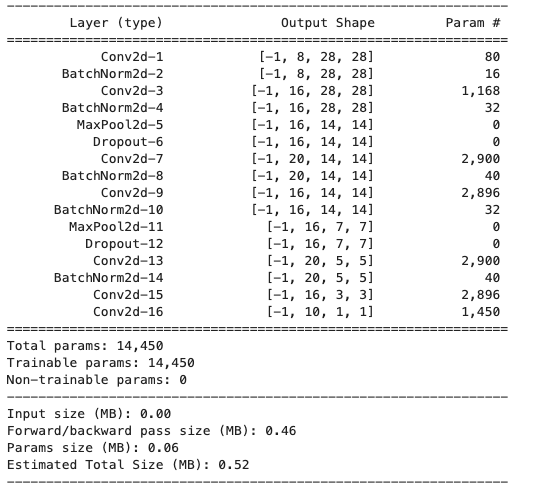 ----------------------------------------------------------------
        Layer (type)               Output Shape         Param #
================================================================
            Conv2d-1            [-1, 8, 28, 28]              80
       BatchNorm2d-2            [-1, 8, 28, 28]              16
            Conv2d-3           [-1, 16, 28, 28]           1,168
       BatchNorm2d-4           [-1, 16, 28, 28]              32
         MaxPool2d-5           [-1, 16, 14, 14]               0
           Dropout-6           [-1, 16, 14, 14]               0
            Conv2d-7           [-1, 20, 14, 14]           2,900
       BatchNorm2d-8           [-1, 20, 14, 14]              40
            Conv2d-9           [-1, 16, 14, 14]           2,896
      BatchNorm2d-10           [-1, 16, 14, 14]              32
        MaxPool2d-11             [-1, 16, 7, 7]               0
          Dropout-12             [-1, 16, 7, 7]               0
           Conv2d-13             [-1, 20, 5, 5]           2,900
      BatchNorm2d-14             [-1, 20, 5, 5]              40
           Conv2d-15             [-1, 16, 3, 3]           2,896
           Conv2d-16             [-1, 10, 1, 1]           1,450
================================================================
Total params: 14,450
Trainable params: 14,450
Non-trainable params: 0
----------------------------------------------------------------
Input size (MB): 0.00
Forward/backward pass size (MB): 0.46
Params size (MB): 0.06
Estimated Total Size (MB): 0.52
----------------------------------------------------------------